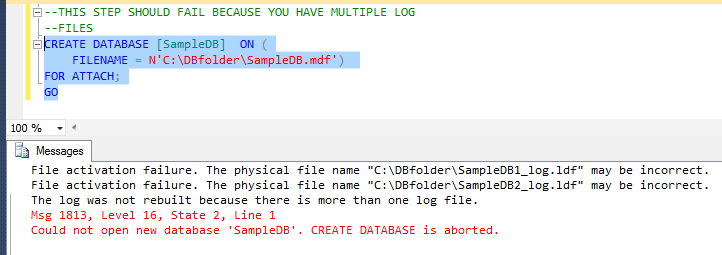 --THIS STEP SHOULD FAIL BECAUSE YOU HAVE MULTIPLE LOG
--FILES
CREATE DATABASE [SampleDB]  ON (
    FILENAME = N'C:\DBfolder\SampleDB.mdf')
FOR ATTACH;
GO
100 %
Messages
File activation failure. The physical file name "C:\DBfolder\SampleDB1_log.ldf" may be incorrect.
File activation failure. The physical file name "C:\DBfolder\SampleDB2_log.ldf" may be incorrect.
The log was not rebuilt because there is more than one log file.
Msg 1813, Level 16, State 2, Line 1
Could not open new database 'SampleDB'. CREATE DATABASE is aborted.